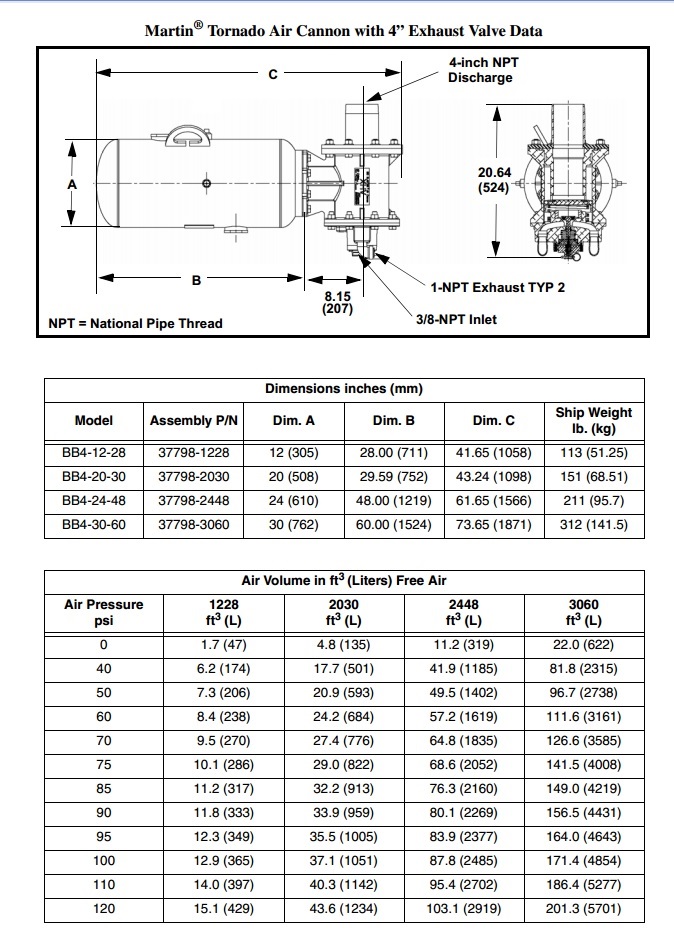 Martin® Tornado Air Cannon with 4” Exhaust Valve Data
C
4-inch NPT
Discharge
A
20.64
(524)
B
8.15
(207)
1-NPT Exhaust TYP 2
3/8-NPT Inlet
NPT = National Pipe Thread
Dimensions inches (mm)
Model Assembly P/N Dim. A Dim. B Dim. C Ship Weight lb. (kg)
BB4-12-28 37798-1228 12 (305) 28.00 (711) 41.65 (1058) 113 (51.25)
BB4-20-30 37798-2030 20 (508) 29.59 (752) 43.24 (1098) 151 (68.51)
BB4-24-48 37798-2448 24 (610) 48.00 (1219) 61.65 (1566) 211 (95.7)
BB4-30-60 37798-3060 30 (762) 60.00 (1524) 73.65 (1871) 312 (141.5)
Air Volume in ft³ (Liters) Free Air
Air Pressure psi 1228 ft³ (L) 2030 ft³ (L) 2448 ft³ (L) 3060 ft³ (L)
0 1.7 (47) 4.8 (135) 11.2 (319) 22.0 (622)
40 6.2 (174) 17.7 (501) 41.9 (1185) 81.8 (2315)
50 7.3 (206) 20.9 (593) 49.5 (1402) 96.7 (2738)
60 8.4 (238) 24.2 (684) 57.2 (1619) 111.6 (3161)
70 9.5 (270) 27.4 (776) 64.8 (1835) 126.6 (3585)
75 10.1 (286) 29.0 (822) 68.6 (2052) 141.5 (4008)
85 11.2 (317) 32.2 (913) 76.3 (2160) 149.0 (4219)
90 11.8 (333) 33.9 (959) 80.1 (2269) 156.5 (4431)
95 12.3 (349) 35.5 (1005) 83.9 (2377) 164.0 (4643)
100 12.9 (365) 37.1 (1051) 87.8 (2485) 171.4 (4854)
110 14.0 (397) 40.3 (1142) 95.4 (2702) 186.4 (5277)
120 15.1 (429) 43.6 (1234) 103.1 (2919) 201.3 (5701)